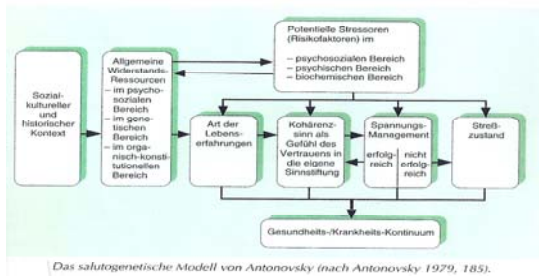 Potentielle Stressoren
(Risikofaktoren) im
– psychosozialen Bereich
– psychischen Bereich
– biochemischen Bereich
Allgemeine
Widerstands-
Ressourcen
– im psycho-
sozialen
Bereich
– im gene-
tischen
Bereich
– im orga-
nisch-konsti-
tutionellen
Bereich
Sozial-
kultureller
und
historischer
Kontext
Art der
Lebens-
erfahrungen
Kohärenz-
sinn als
Gefühl des
Vertrauens in
die eigene
Sinnstiftung
Spannungs-
Management
erfolg-
reich
nicht
erfolg-
reich
Streß-
zustand
Gesundheits-/Krankheits-Kontinuum
Das salutogenetische Modell von Antonovsky (nach Antonovsky 1979, 185).